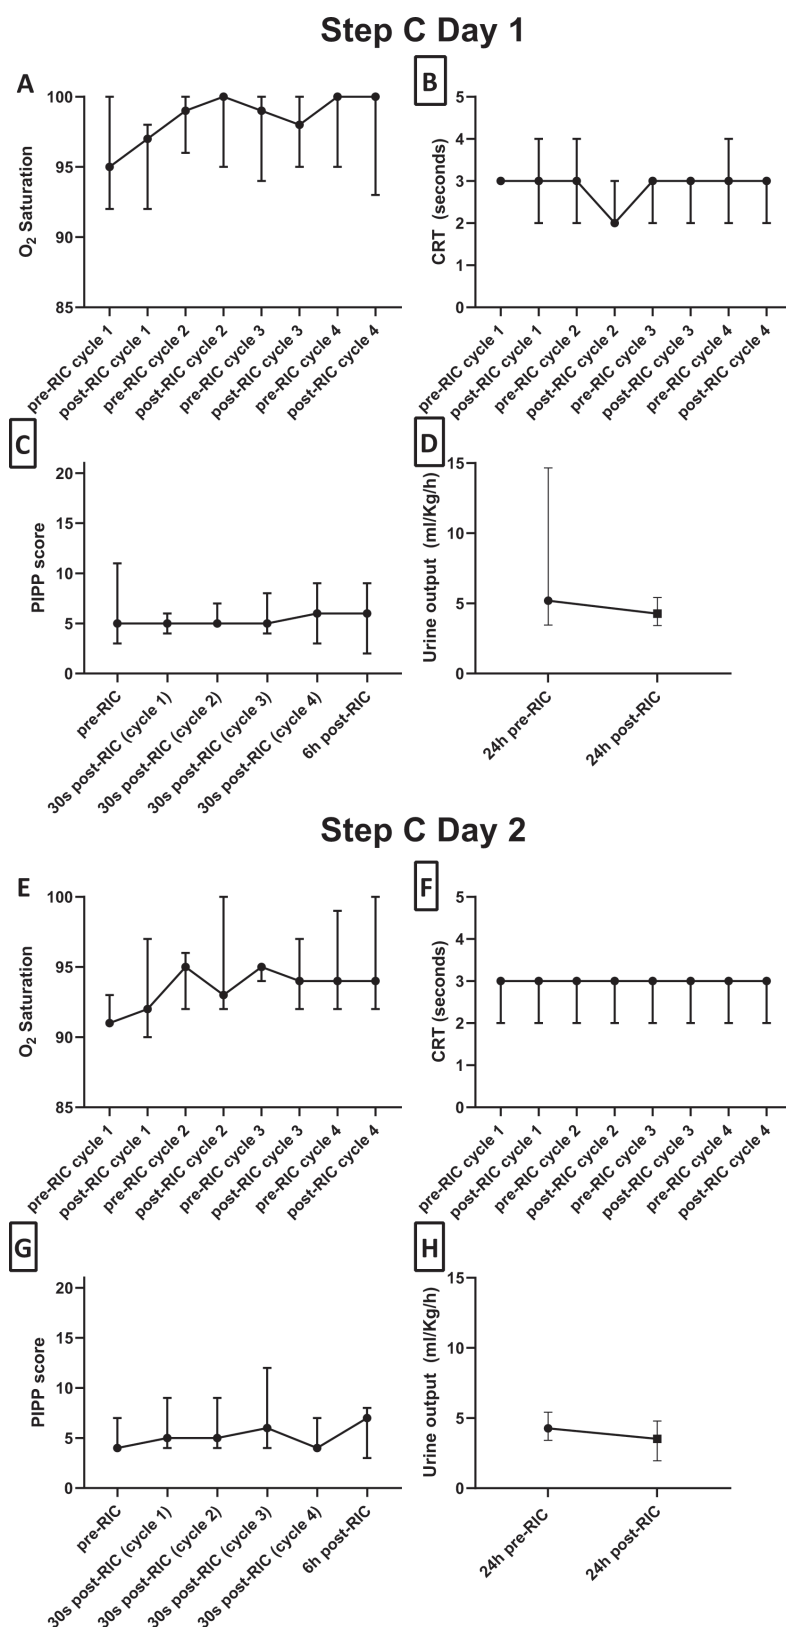 Step C Day 1
A
O₂ Saturation
100
95
90
85
pre-RIC cycle 1
post-RIC cycle 1
pre-RIC cycle 2
post-RIC cycle 2
pre-RIC cycle 3
post-RIC cycle 3
pre-RIC cycle 4
post-RIC cycle 4
B
CRT (seconds)
5
4
3
2
1
0
pre-RIC cycle 1
post-RIC cycle 1
pre-RIC cycle 2
post-RIC cycle 2
pre-RIC cycle 3
post-RIC cycle 3
pre-RIC cycle 4
post-RIC cycle 4
C
PIPP score
20
15
10
5
0
pre-RIC
30s post-RIC (cycle 1)
30s post-RIC (cycle 2)
30s post-RIC (cycle 3)
30s post-RIC (cycle 4)
6h post-RIC
D
Urine output (ml/Kg/h)
15
10
5
0
24h pre-RIC
24h post-RIC
Step C Day 2
E
O₂ Saturation
100
95
90
85
pre-RIC cycle 1
post-RIC cycle 1
pre-RIC cycle 2
post-RIC cycle 2
pre-RIC cycle 3
post-RIC cycle 3
pre-RIC cycle 4
post-RIC cycle 4
F
CRT (seconds)
5
4
3
2
1
0
pre-RIC cycle 1
post-RIC cycle 1
pre-RIC cycle 2
post-RIC cycle 2
pre-RIC cycle 3
post-RIC cycle 3
pre-RIC cycle 4
post-RIC cycle 4
G
PIPP score
20
15
10
5
0
pre-RIC
30s post-RIC (cycle 1)
30s post-RIC (cycle 2)
30s post-RIC (cycle 3)
30s post-RIC (cycle 4)
6h post-RIC
H
Urine output (ml/Kg/h)
15
10
5
0
24h pre-RIC
24h post-RIC